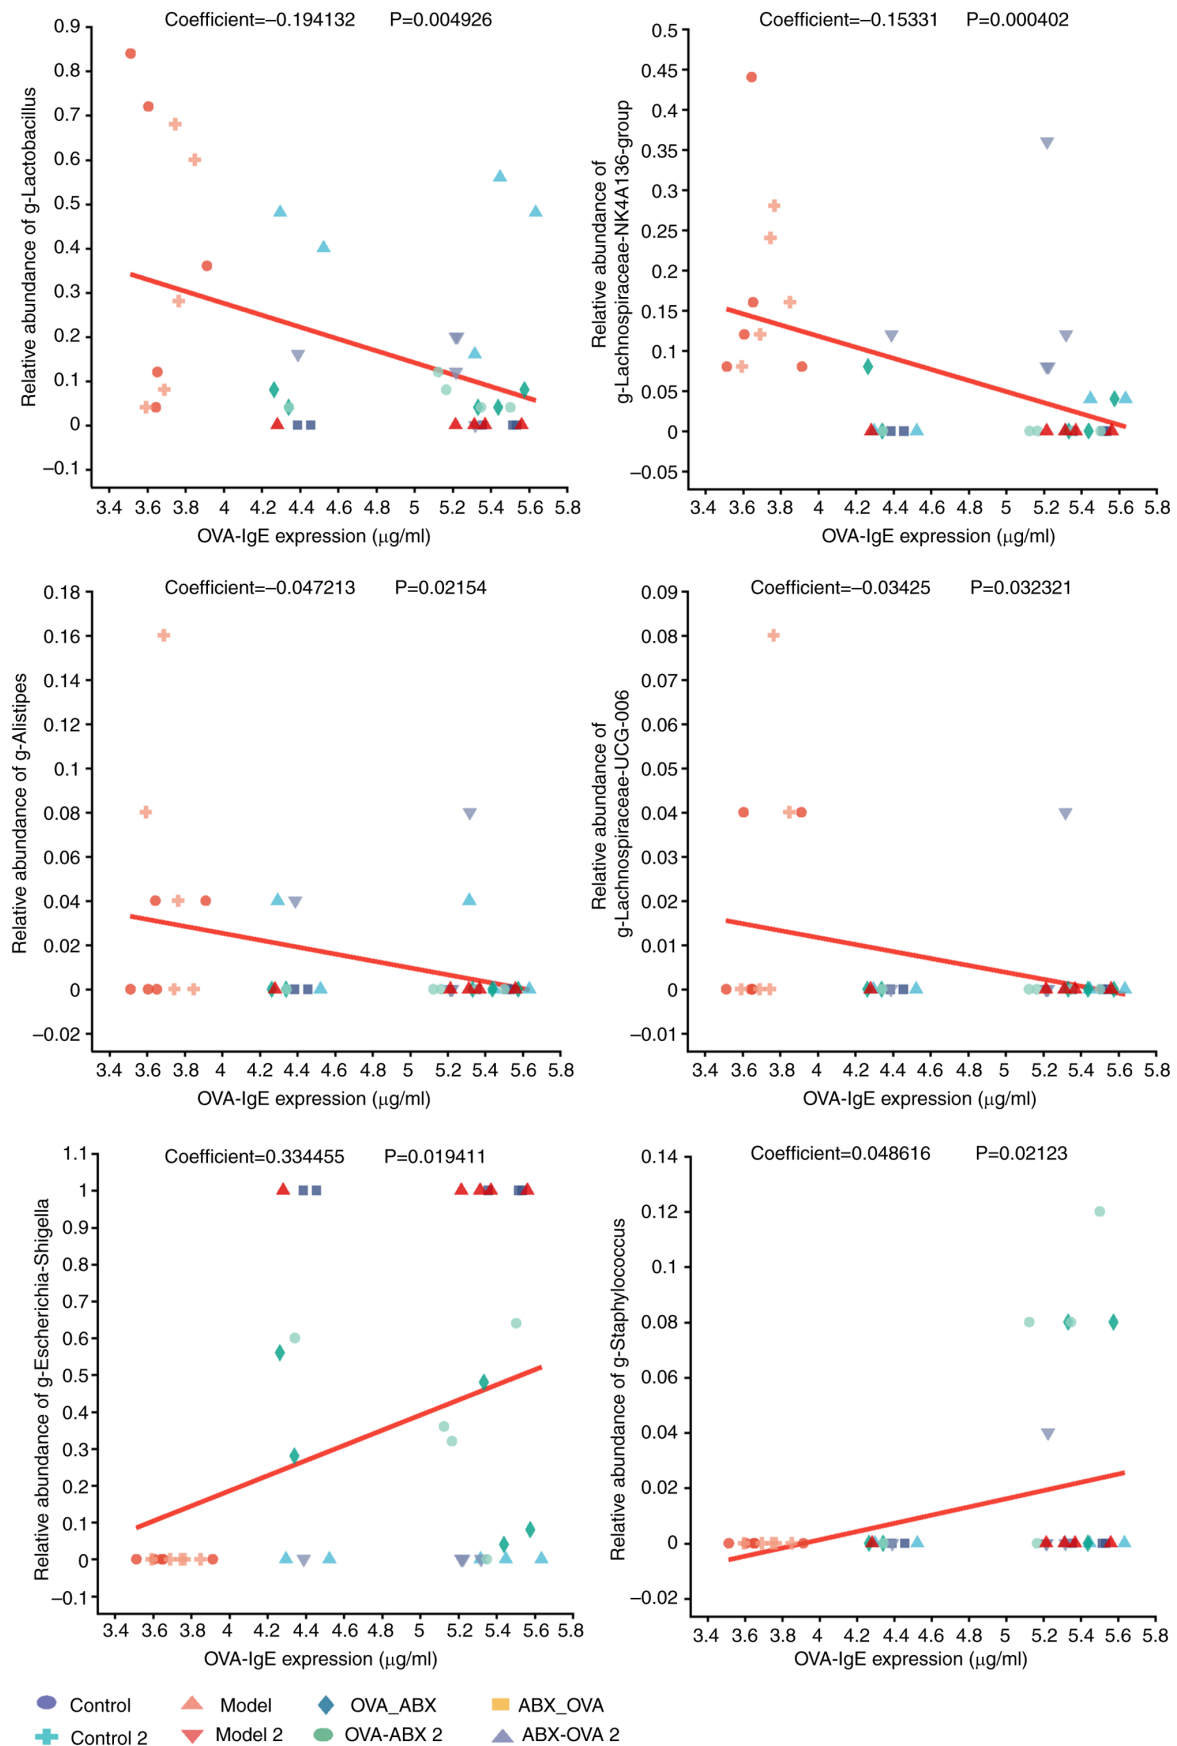 Coefficient=–0.194132 P=0.004926
Relative abundance of g-Lactobacillus
0.9
0.8
0.7
0.6
0.5
0.4
0.3
0.2
0.1
0
–0.1
3.4 3.6 3.8 4 4.2 4.4 4.6 4.8 5 5.2 5.4 5.6 5.8
OVA-IgE expression (µg/ml)
Coefficient=–0.15331 P=0.000402
Relative abundance of
g-Lachnospiraceae-NK4A136-group
0.5
0.45
0.4
0.35
0.3
0.25
0.2
0.15
0.1
0.05
0
–0.05
3.4 3.6 3.8 4 4.2 4.4 4.6 4.8 5 5.2 5.4 5.6 5.8
OVA-IgE expression (µg/ml)
Coefficient=–0.047213 P=0.02154
Relative abundance of g-Alistipes
0.18
0.16
0.14
0.12
0.1
0.08
0.06
0.04
0.02
0
–0.02
3.4 3.6 3.8 4 4.2 4.4 4.6 4.8 5 5.2 5.4 5.6 5.8
OVA-IgE expression (µg/ml)
Coefficient=–0.03425 P=0.032321
Relative abundance of
g-Lachnospiraceae-UCG-006
0.09
0.08
0.07
0.06
0.05
0.04
0.03
0.02
0.01
0
–0.01
3.4 3.6 3.8 4 4.2 4.4 4.6 4.8 5 5.2 5.4 5.6 5.8
OVA-IgE expression (µg/ml)
Coefficient=0.334455 P=0.019411
Relative abundance of g-Escherichia-Shigella
1.1
1
0.9
0.8
0.7
0.6
0.5
0.4
0.3
0.2
0.1
0
–0.1
3.4 3.6 3.8 4 4.2 4.4 4.6 4.8 5 5.2 5.4 5.6 5.8
OVA-IgE expression (µg/ml)
Coefficient=0.048616 P=0.02123
Relative abundance of g-Staphylococcus
0.14
0.12
0.1
0.08
0.06
0.04
0.02
0
–0.02
3.4 3.6 3.8 4 4.2 4.4 4.6 4.8 5 5.2 5.4 5.6 5.8
OVA-IgE expression (µg/ml)
Control Model OVA_ABX ABX_OVA
Control 2 Model 2 OVA-ABX 2 ABX-OVA 2